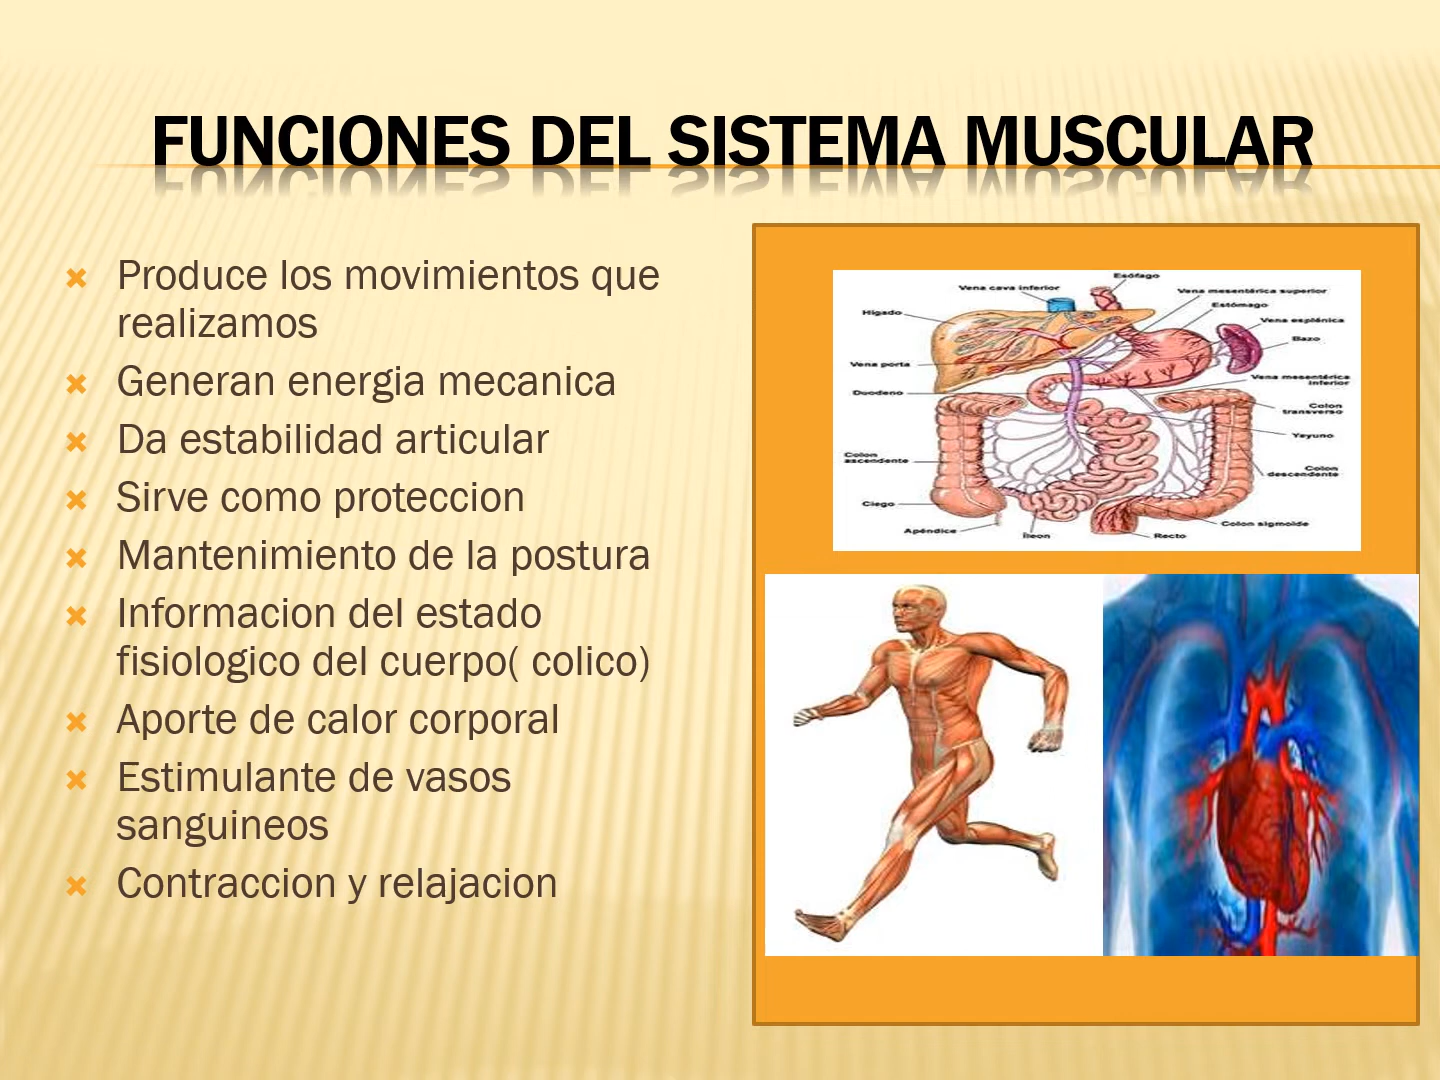 FUNCIONES DEL SISTEMA MUSCULAR
Produce los movimientos que
realizamos
Generan energia mecanica
Da estabilidad articular
Sirve como proteccion
Mantenimiento de la postura
Informacion del estado
fisiologico del cuerpo( colico)
Aporte de calor corporal
Estimulante de vasos
sanguineos
Contraccion y relajacion
Esófago
Vena cava inferior
Vena mesentérica superior
Estómago
Hígado
Vena esplénica
Bazo
Vena porta
Vena mesentérica
inferior
Duodeno
Colon
transverso
Yeyuno
Colon
ascendente
Colon
descendente
Ciego
Colon sigmoide
Apéndice
Íleon
Recto